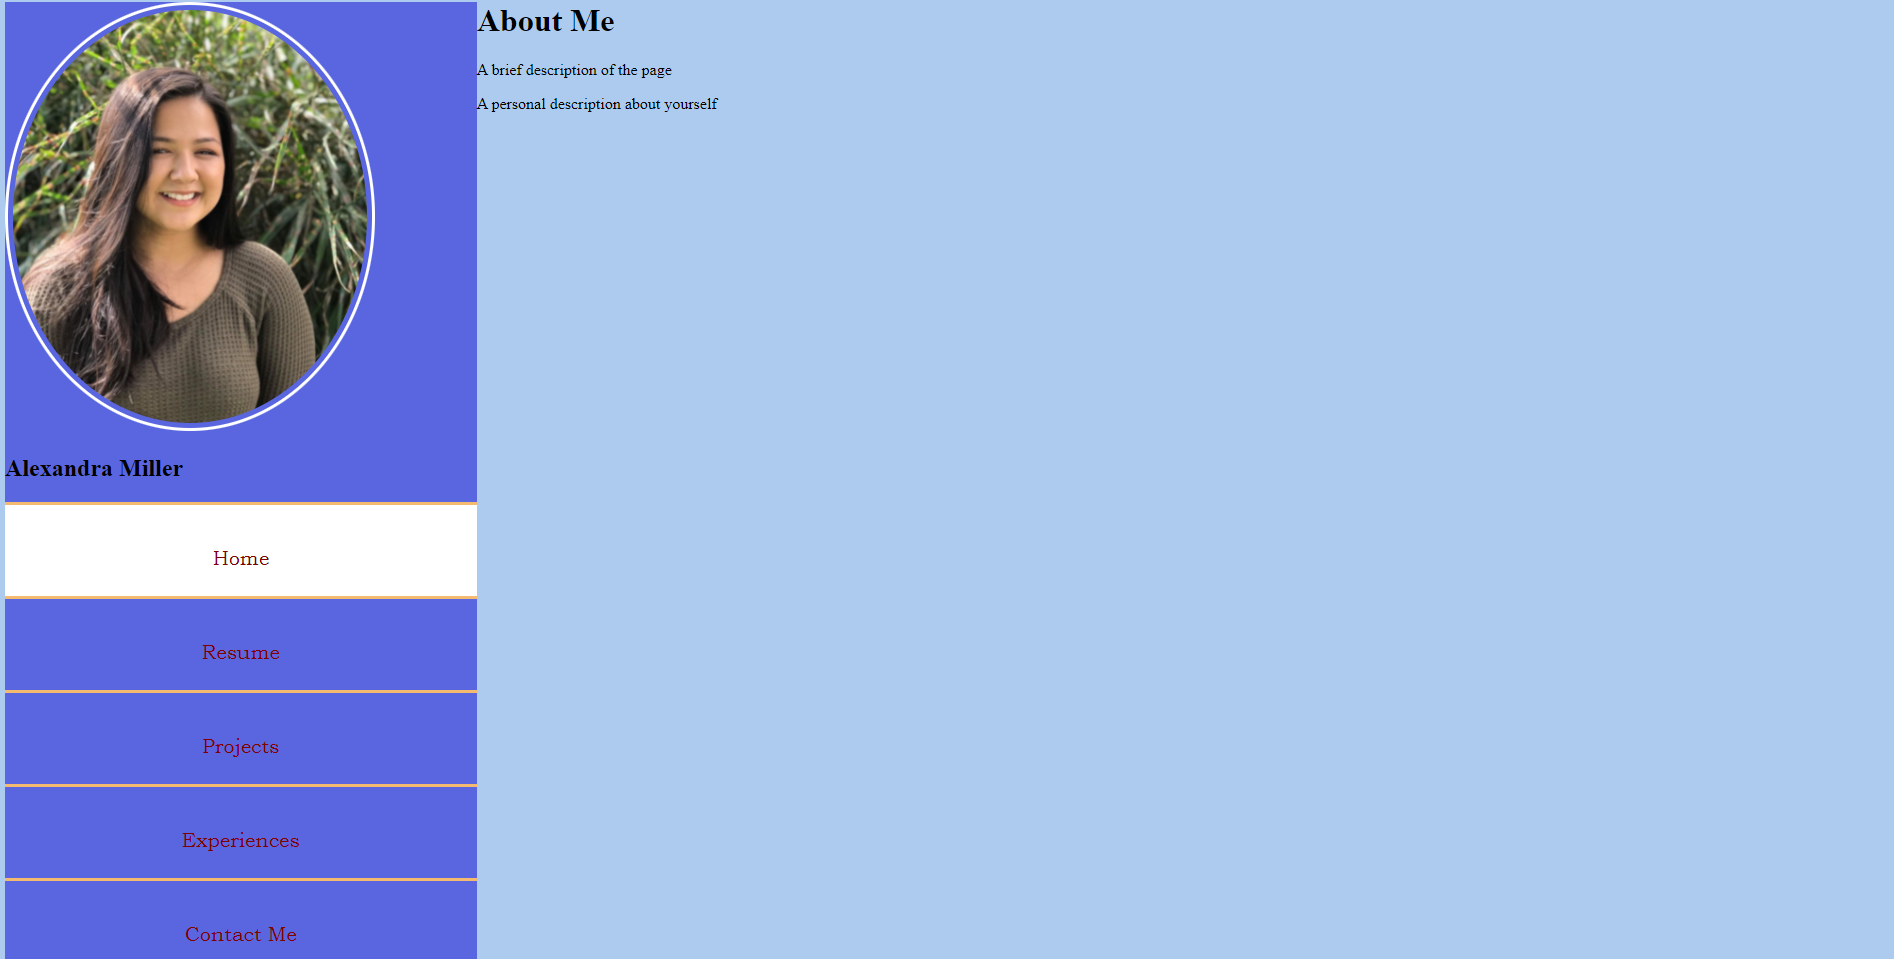 About Me
A brief description of the page
A personal description about yourself
Alexandra Miller
Home
Resume
Projects
Experiences
Contact Me